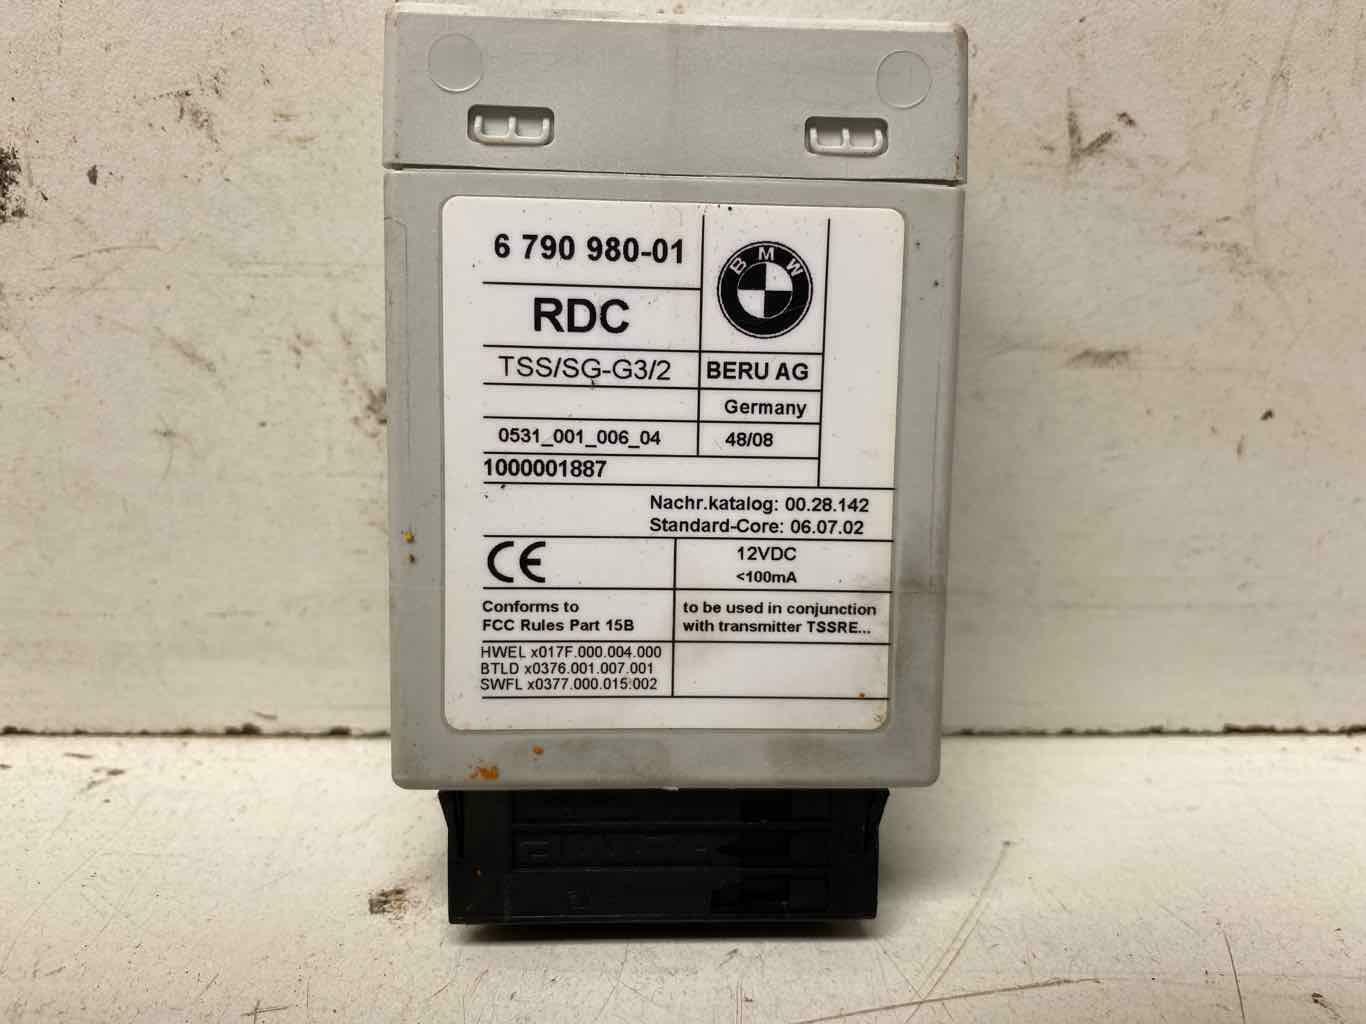 6 790 980-01
BMW
RDC
TSS/SG-G3/2
BERU AG
Germany
0531_001_006_04
48/08
1000001887
Nachr.katalog: 00.28.142
Standard-Core: 06.07.02
CE
12VDC
<100mA
Conforms to
FCC Rules Part 15B
to be used in conjunction
with transmitter TSSRE...
HWEL x017F.000.004.000
BTLD x0376.001.007.001
SWFL x0377.000.015.002